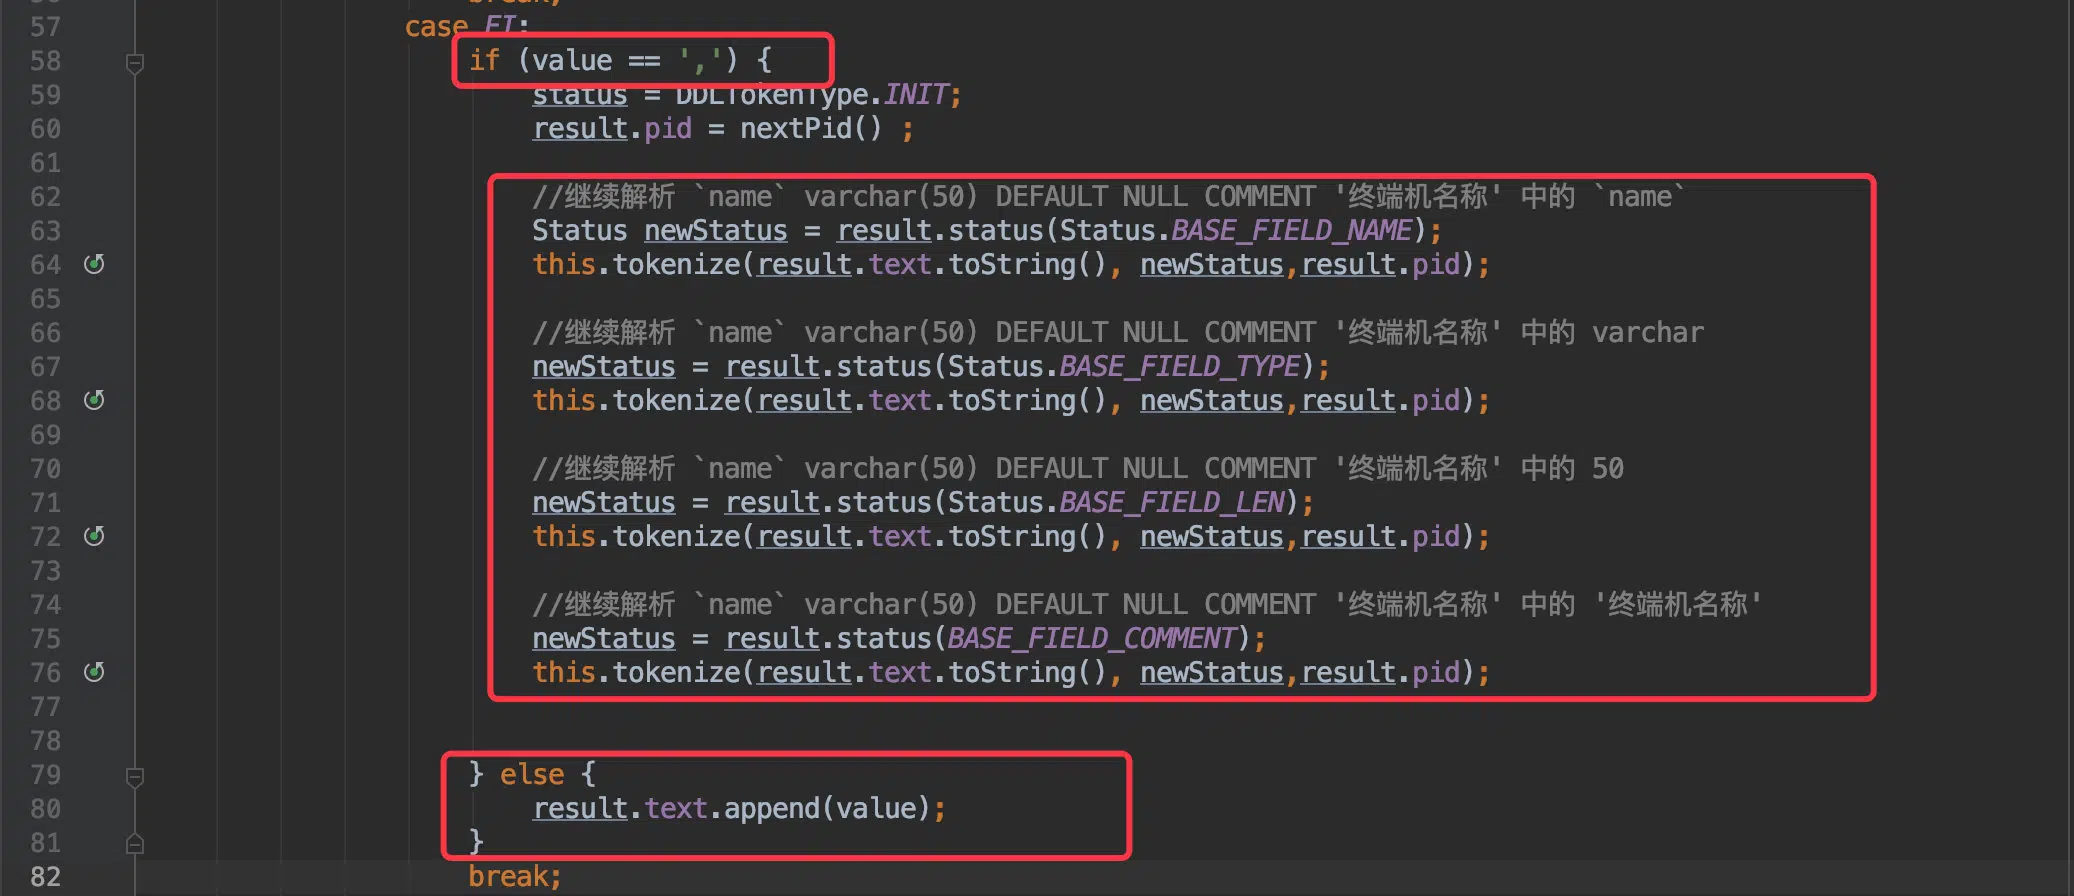 57 case FI:
58 if (value == ',') {
59 status = DDLTokenType.INIT;
60 result.pid = nextPid() ;
61
62 //继续解析 `name` varchar(50) DEFAULT NULL COMMENT '终端机名称' 中的 `name`
63 Status newStatus = result.status(Status.BASE_FIELD_NAME);
64 this.tokenize(result.text.toString(), newStatus,result.pid);
65
66 //继续解析 `name` varchar(50) DEFAULT NULL COMMENT '终端机名称' 中的 varchar
67 newStatus = result.status(Status.BASE_FIELD_TYPE);
68 this.tokenize(result.text.toString(), newStatus,result.pid);
69
70 //继续解析 `name` varchar(50) DEFAULT NULL COMMENT '终端机名称' 中的 50
71 newStatus = result.status(Status.BASE_FIELD_LEN);
72 this.tokenize(result.text.toString(), newStatus,result.pid);
73
74 //继续解析 `name` varchar(50) DEFAULT NULL COMMENT '终端机名称' 中的 '终端机名称'
75 newStatus = result.status(BASE_FIELD_COMMENT);
76 this.tokenize(result.text.toString(), newStatus,result.pid);
77
78
79 } else {
80 result.text.append(value);
81 }
82 break;